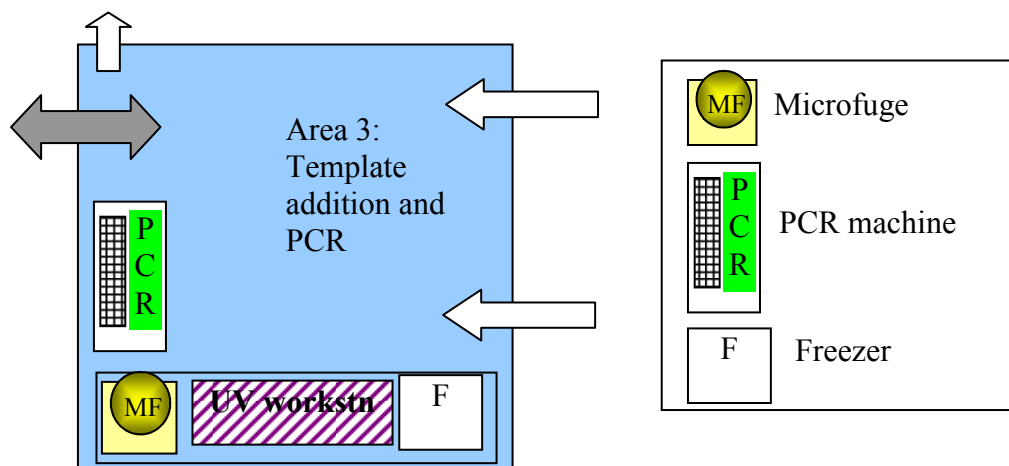 Area 3:
Template
addition and
PCR
P
C
R
MF
UV workstn
F
MF
Microfuge
P
C
R
PCR machine
F
Freezer